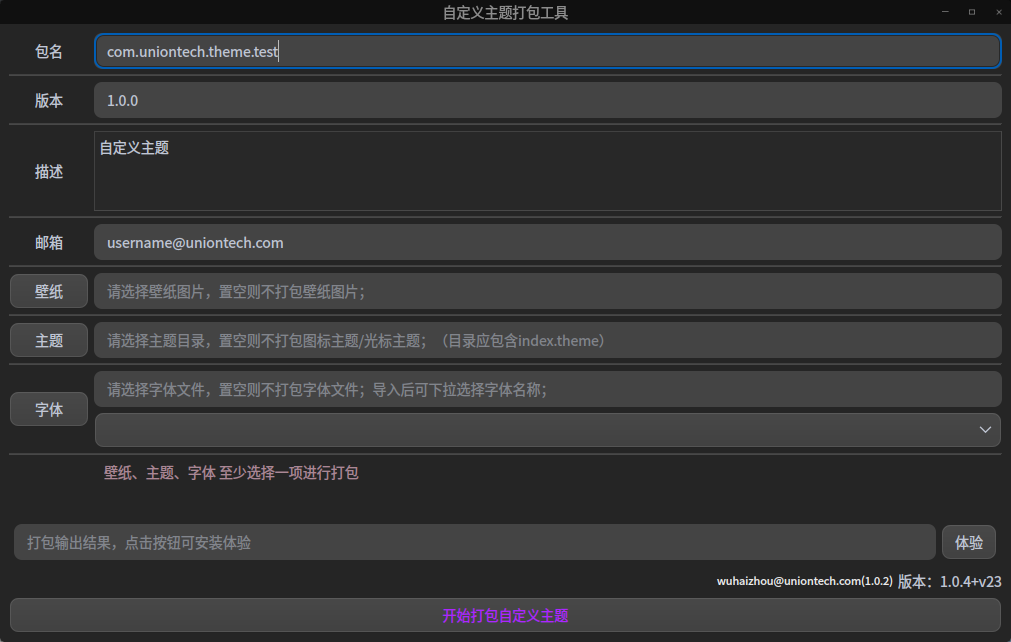 自定义主题打包工具
包名 com.uniontech.theme.test
版本 1.0.0
描述 自定义主题
邮箱 username@uniontech.com
壁纸 请选择壁纸图片，置空则不打包壁纸图片；
主题 请选择主题目录，置空则不打包图标主题/光标主题；（目录应包含index.theme）
字体 请选择字体文件，置空则不打包字体文件；导入后可下拉选择字体名称；
壁纸、主题、字体 至少选择一项进行打包
打包输出结果，点击按钮可安装体验 体验
wuhaizhou@uniontech.com(1.0.2) 版本：1.0.4+v23
开始打包自定义主题